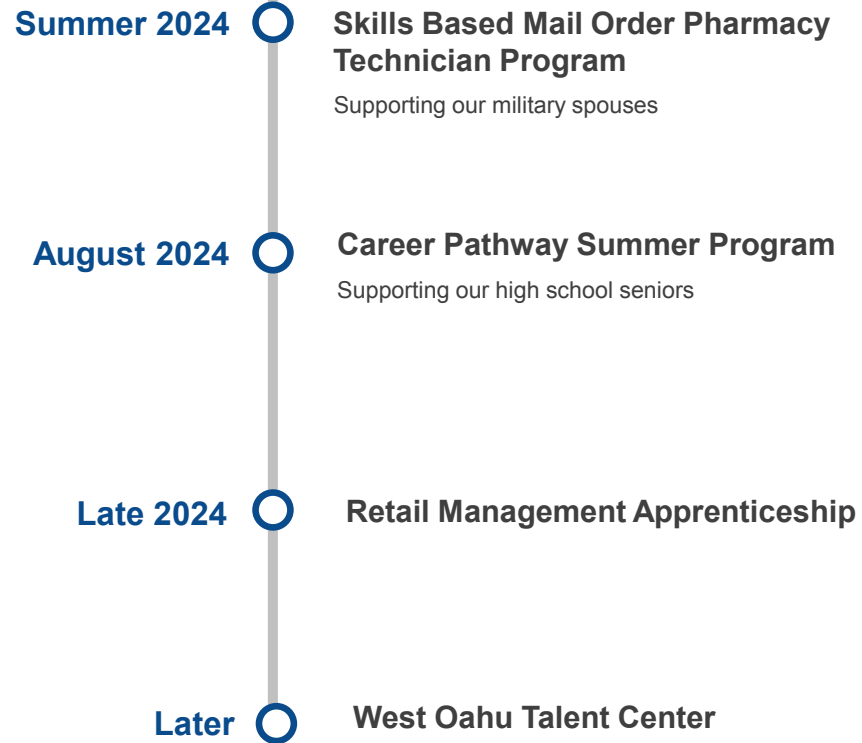 Summer 2024
Skills Based Mail Order Pharmacy
Technician Program
Supporting our military spouses
August 2024
Career Pathway Summer Program
Supporting our high school seniors
Late 2024
Retail Management Apprenticeship
Later
West Oahu Talent Center